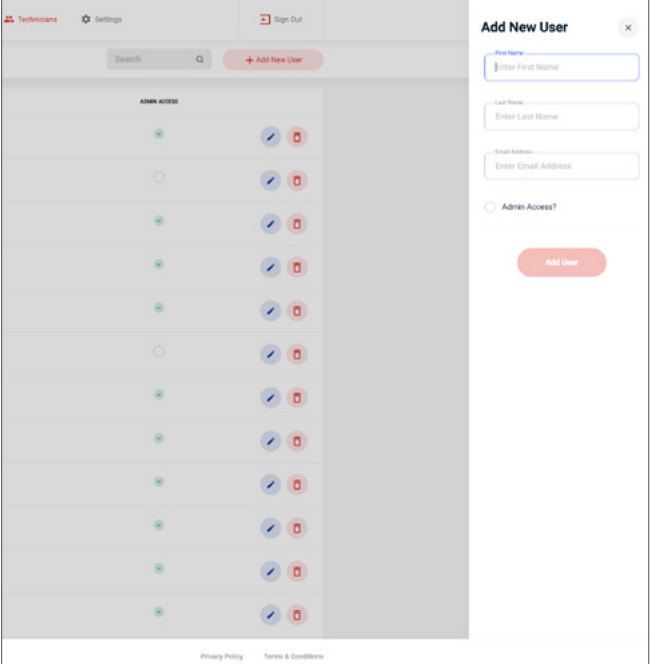 Technicians
Settings
Sign Out
Search
+ Add New User
ADMIN ACCESS
Add New User
First Name
Enter First Name
Last Name
Enter Last Name
Email Address
Enter Email Address
Admin Access?
Add User
Privacy Policy
Terms & Conditions